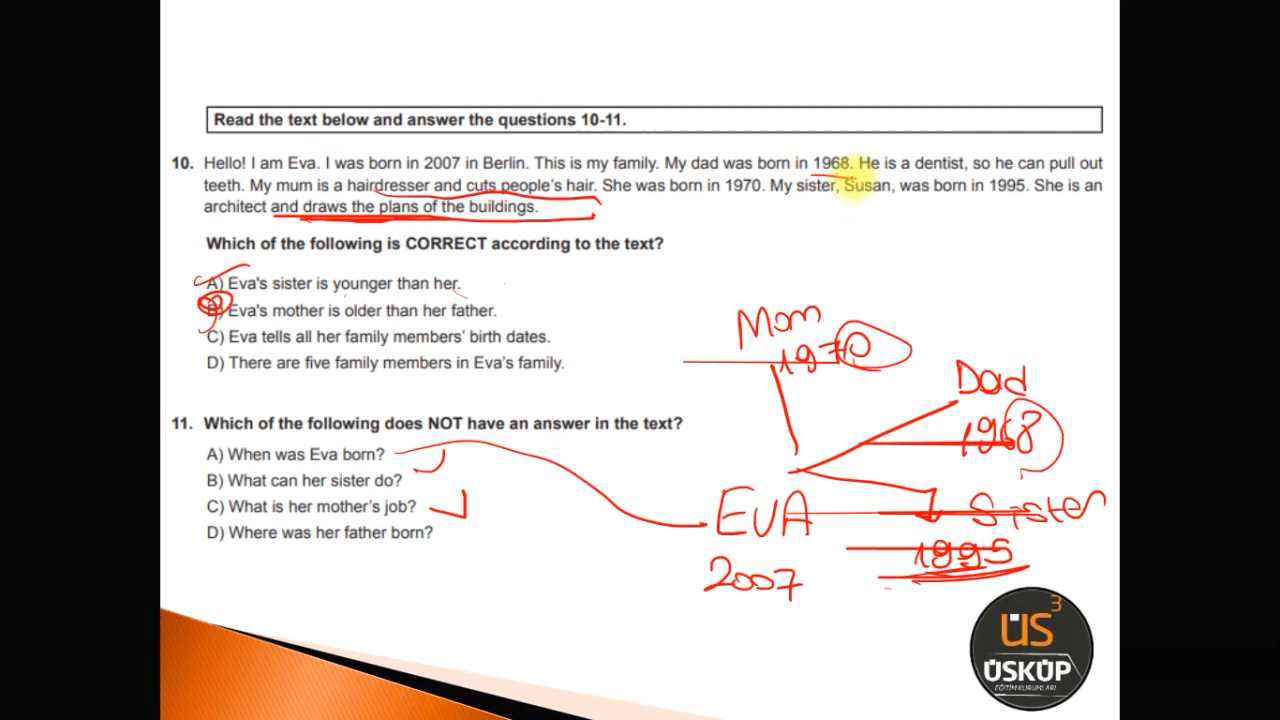 Read the text below and answer the questions 10-11.
10. Hello! I am Eva. I was born in 2007 in Berlin. This is my family. My dad was born in 1968. He is a dentist, so he can pull out
teeth. My mum is a hairdresser and cuts people's hair. She was born in 1970. My sister, Susan, was born in 1995. She is an
architect and draws the plans of the buildings.
Which of the following is CORRECT according to the text?
A) Eva's sister is younger than her.
B) Eva's mother is older than her father.
C) Eva tells all her family members' birth dates.
D) There are five family members in Eva's family.
Mom
1970
Dad
1968
11. Which of the following does NOT have an answer in the text?
A) When was Eva born?
B) What can her sister do?
C) What is her mother's job?
D) Where was her father born?
EVA
2007
Sister
1995
ÜS3
ÜSKÜP
EĞİTİM KURUMLARI